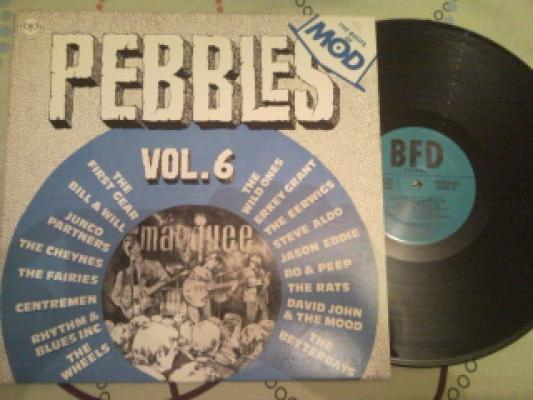 THE ROOTS OF
MOD
PEBBLES
VOL. 6
THE
FIRST GEAR
BILL & WILL
JUNCO
PARTNERS
THE CHEYNES
THE FAIRIES
CENTREMEN
RHYTHM &
BLUES INC
THE
WHEELS
THE
WILD ONES
ERKEY GRANT
THE EERWIGS
STEVE ALDO
JASON EDDIE
BO & PEEP
THE RATS
DAVID JOHN
& THE MOOD
THE
BETTERDAYS
marquee
BFD